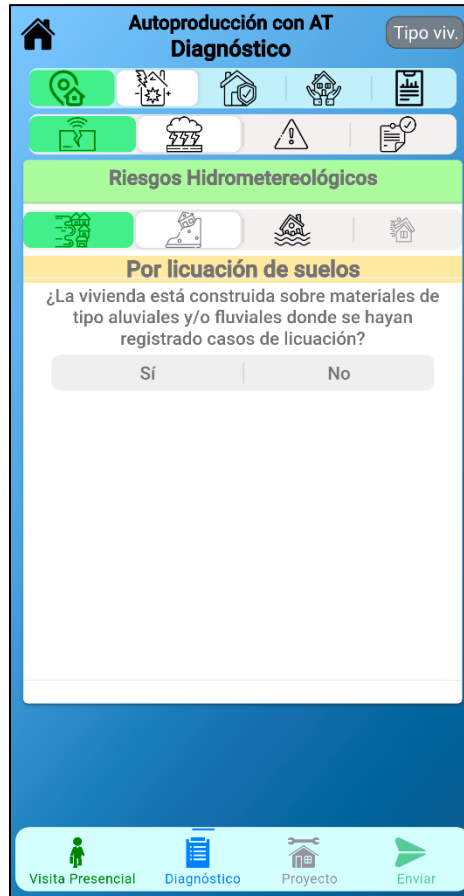 Autoproducción con AT
Diagnóstico
Tipo viv.
Riesgos Hidrometereológicos
Por licuación de suelos
¿La vivienda está construida sobre materiales de
tipo aluviales y/o fluviales donde se hayan
registrado casos de licuación?
Sí
No
Visita Presencial
Diagnóstico
Proyecto
Enviar